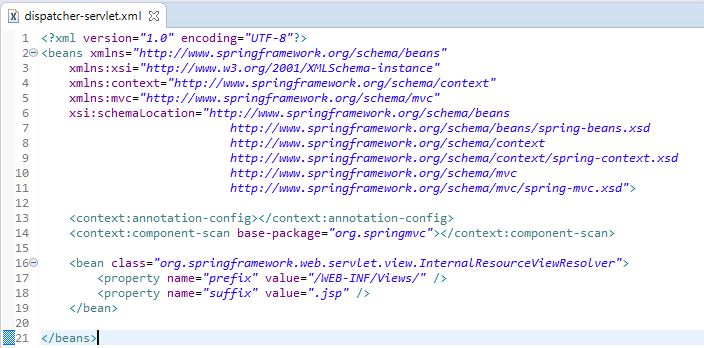 dispatcher-servlet.xml
1 <?xml version="1.0" encoding="UTF-8"?>
2 <beans xmlns="http://www.springframework.org/schema/beans"
3 xmlns:xsi="http://www.w3.org/2001/XMLSchema-instance"
4 xmlns:context="http://www.springframework.org/schema/context"
5 xmlns:mvc="http://www.springframework.org/schema/mvc"
6 xsi:schemaLocation="http://www.springframework.org/schema/beans
7 http://www.springframework.org/schema/beans/spring-beans.xsd
8 http://www.springframework.org/schema/context
9 http://www.springframework.org/schema/context/spring-context.xsd
10 http://www.springframework.org/schema/mvc
11 http://www.springframework.org/schema/mvc/spring-mvc.xsd">
12
13 <context:annotation-config></context:annotation-config>
14 <context:component-scan base-package="org.springmvc"></context:component-scan>
15
16 <bean class="org.springframework.web.servlet.view.InternalResourceViewResolver">
17 <property name="prefix" value="/WEB-INF/Views/" />
18 <property name="suffix" value=".jsp" />
19 </bean>
20
21 </beans>